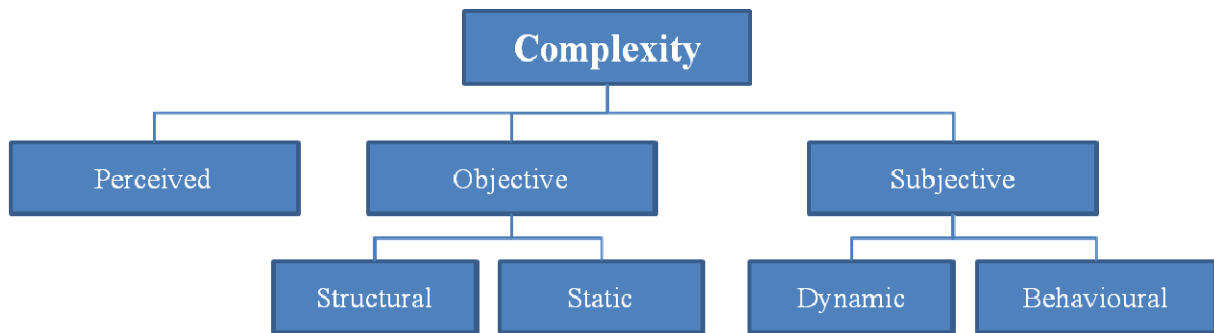 Complexity
Perceived
Objective
Subjective
Structural
Static
Dynamic
Behavioural